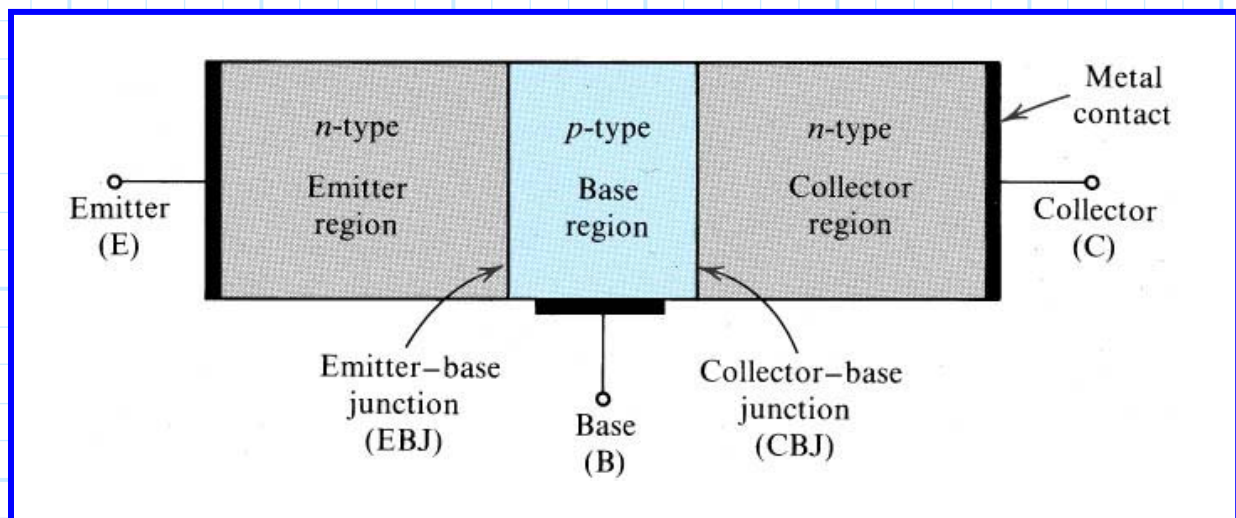 n-type
Emitter
region
p-type
Base
region
n-type
Collector
region
Metal
contact
Emitter
(E)
Collector
(C)
Emitter–base
junction
(EBJ)
Base
(B)
Collector–base
junction
(CBJ)